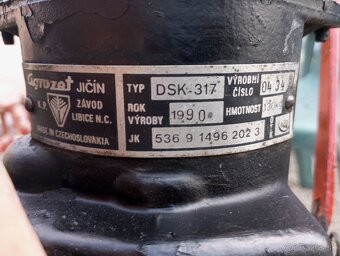 Agrozet JIČÍN
K.P. ZÁVOD
LIBICE N.C.
MADE IN CZECHOSLOVAKIA
TYP DSK-317
ROK VÝROBY 1990
JK 536 9 1496 202 3
VÝROBNÍ ČÍSLO
HMOTNOST